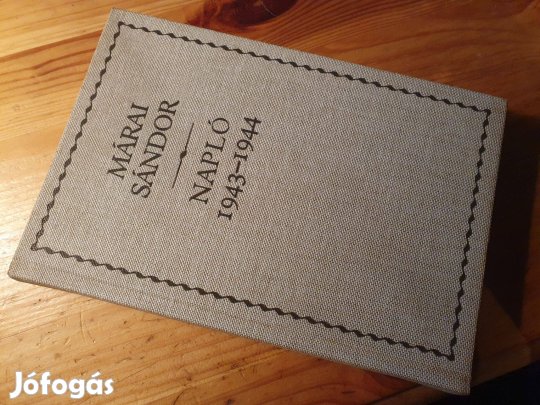 MÁRAI
SÁNDOR
NAPLÓ
1943–1944
Jófogás